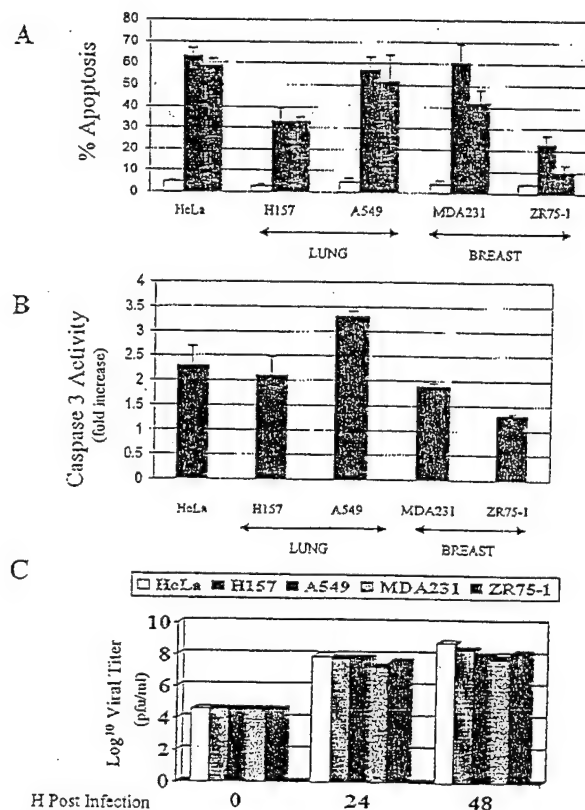 A
% Apoptosis
80
70
60
50
40
30
20
10
0
HeLa H157 A549 MDA231 ZR75-1
LUNG BREAST
B
Caspase 3 Activity
(fold increase)
4
3.5
3
2.5
2
1.5
1
0.5
0
HeLa H157 A549 MDA231 ZR75-1
LUNG BREAST
C
HeLa H157 A549 MDA231 ZR75-1
Log10 Viral Titer
(pfu/ml)
10
8
6
4
2
0
H Post Infection 0 24 48